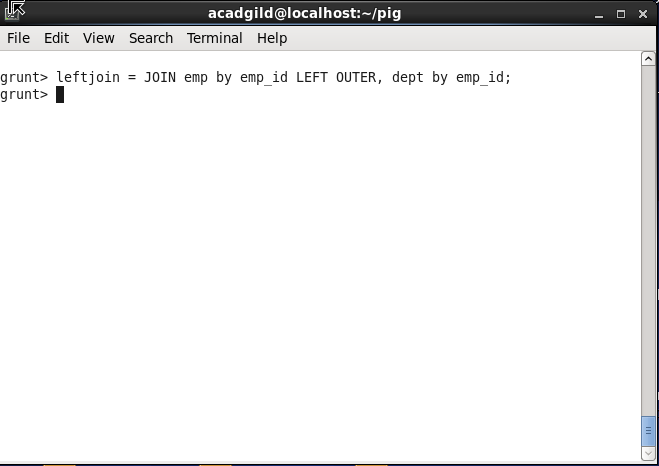 acadgild@localhost:~/pig
File Edit View Search Terminal Help
grunt> leftjoin = JOIN emp by emp_id LEFT OUTER, dept by emp_id;
grunt>